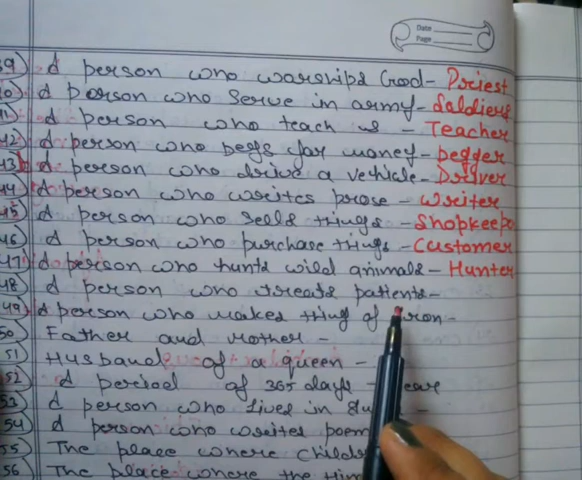 Date
Page
39) A person who warships God- Priest
40) A person who serve in army- Saldiers
41) A person who teach us - Teacher
42) A person who begs for money- begger
43) A person who drive a vehicle- Driver
44) A person who writes prose - writer
45) A person who sells things - Shopkeepe
46) A person who purchase things - Customer
47) A person who hunts wild animals - Hunter
48) A person who treats patients-
49) A person who makes thing of iron-
50) Father and mother -
51) Husband of a queen -
52) A period of 365 days - year
53) A person who lives in
54) A person who writes poem
55) The place where
56) The place where the